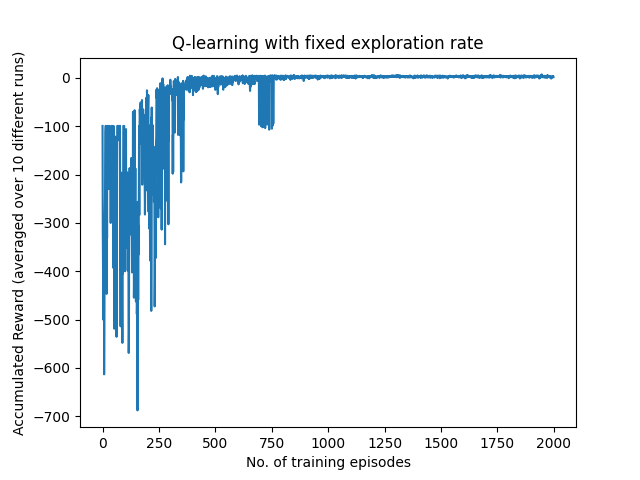 Q-learning with fixed exploration rate
Accumulated Reward (averaged over 10 different runs)
0
−100
−200
−300
−400
−500
−600
−700
0 250 500 750 1000 1250 1500 1750 2000
No. of training episodes